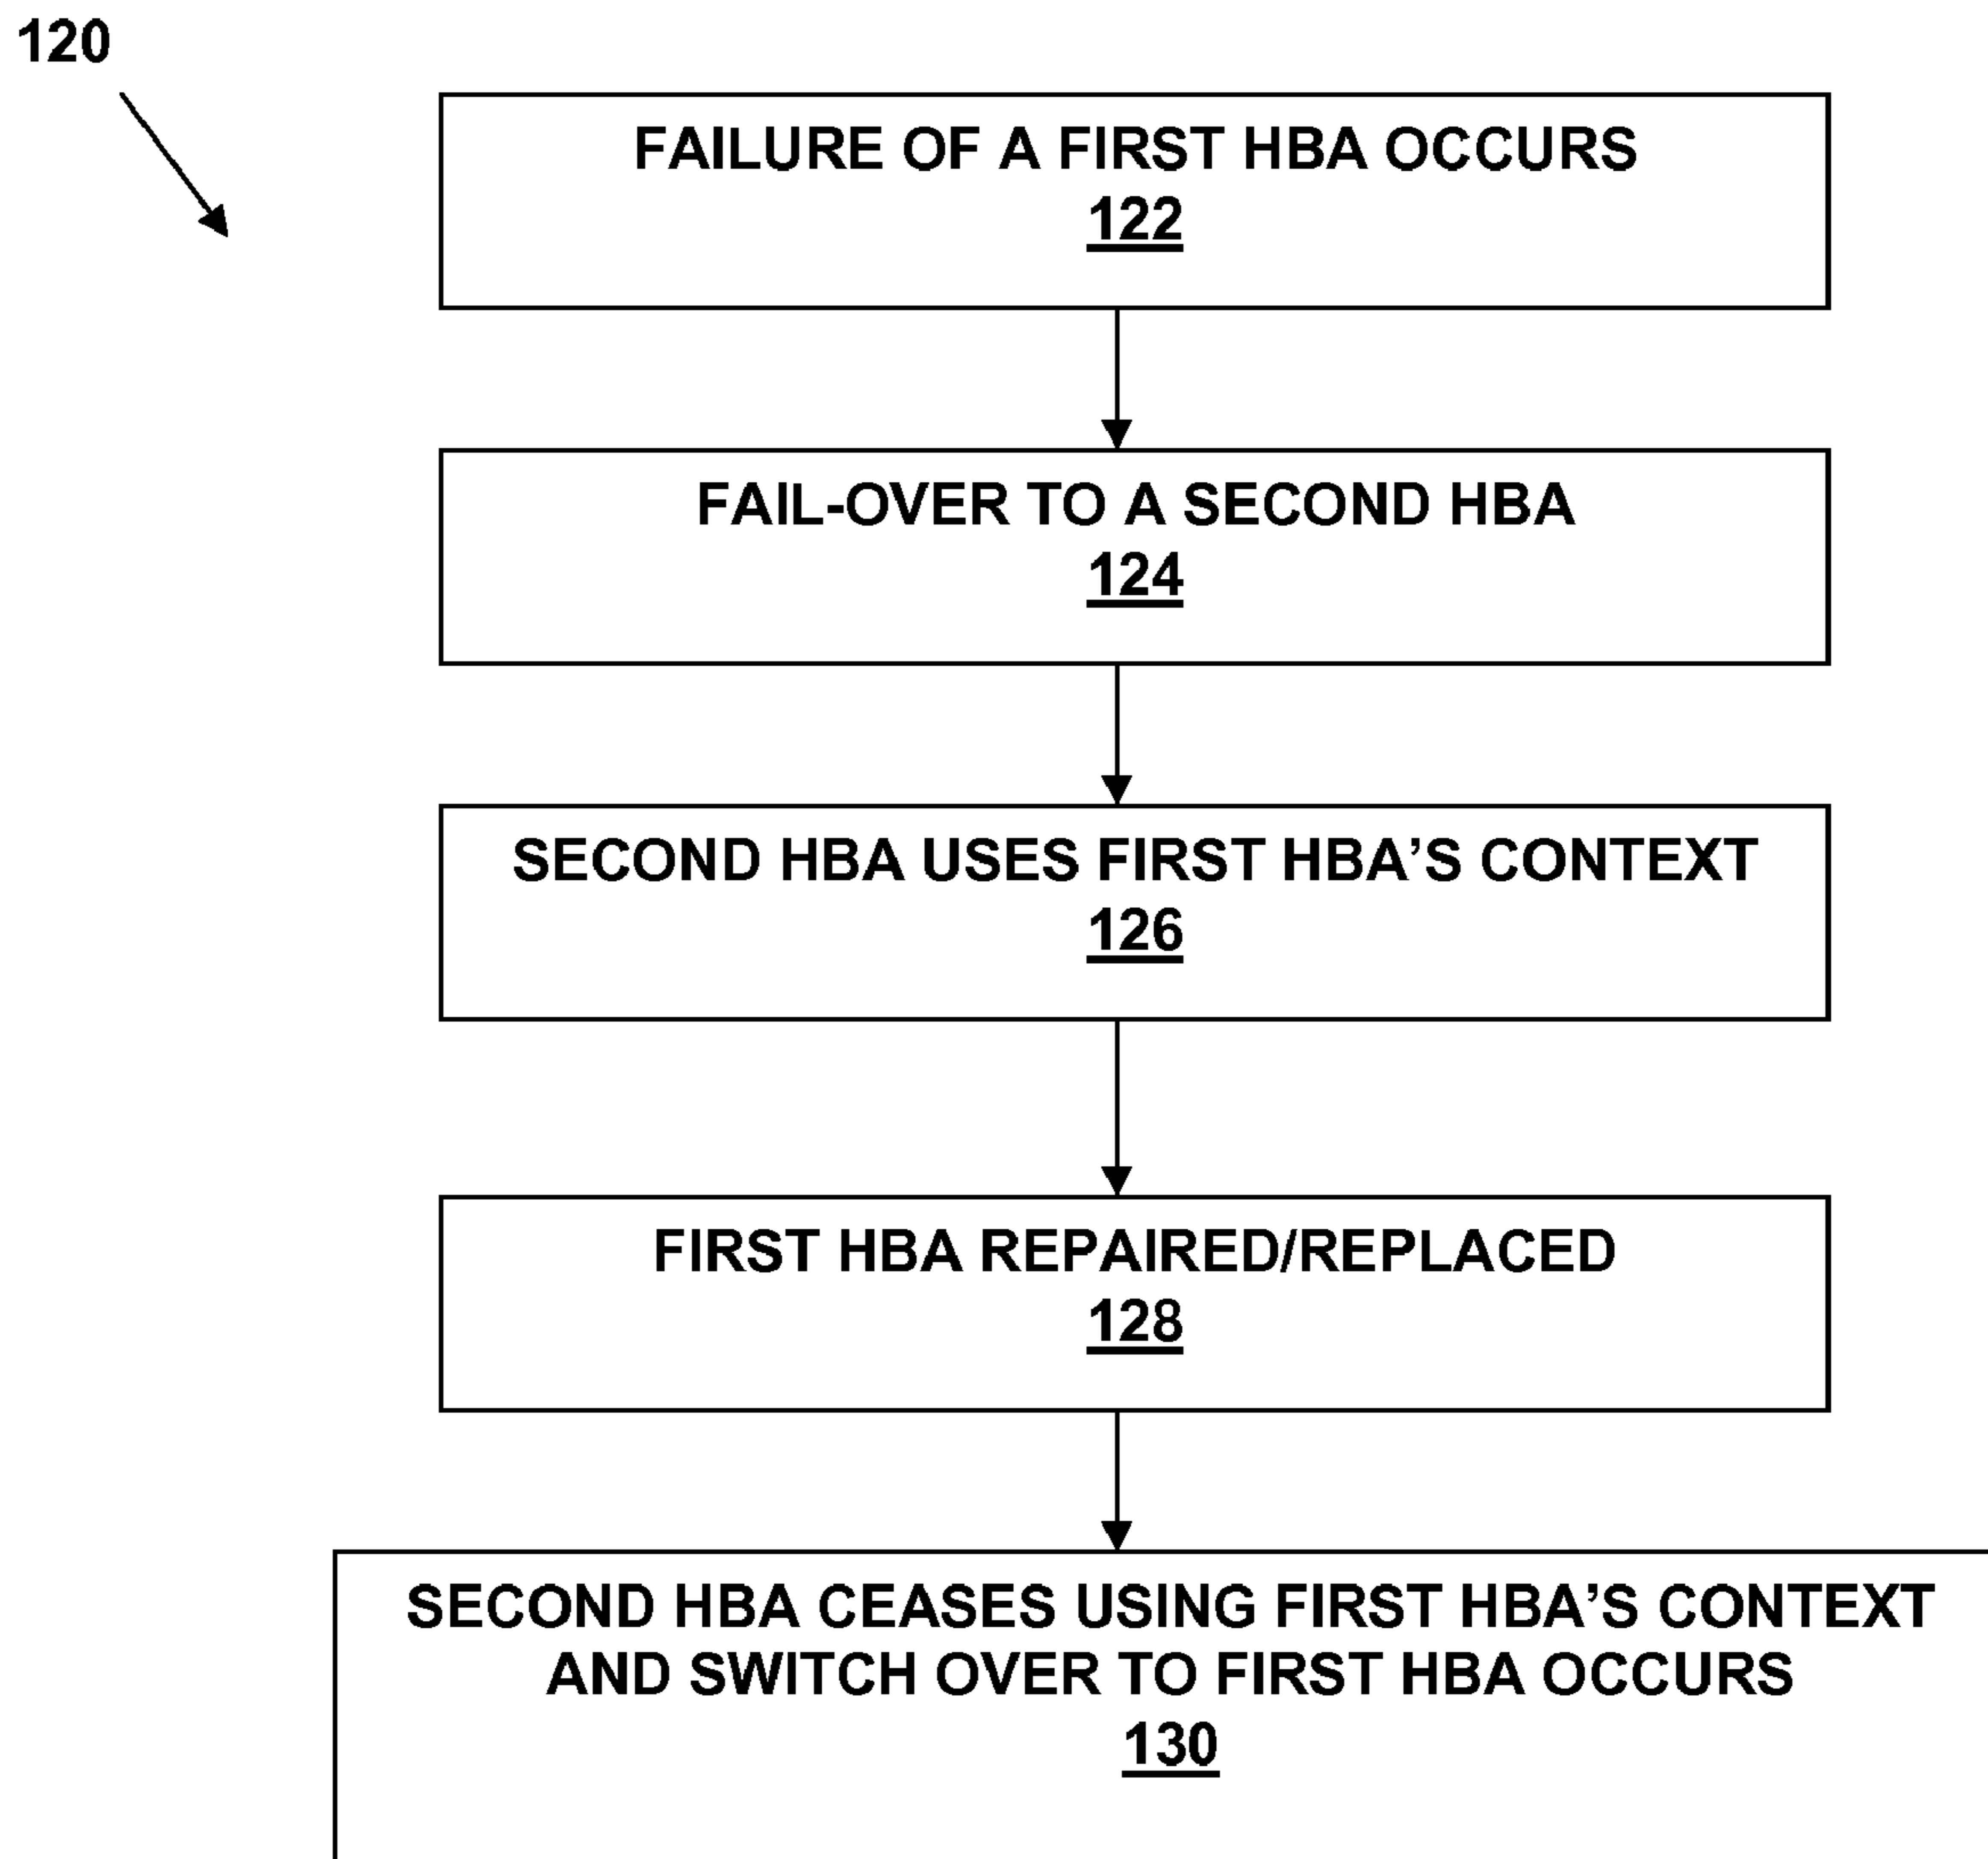 120
FAILURE OF A FIRST HBA OCCURS
122
FAIL-OVER TO A SECOND HBA
124
SECOND HBA USES FIRST HBA’S CONTEXT
126
FIRST HBA REPAIRED/REPLACED
128
SECOND HBA CEASES USING FIRST HBA’S CONTEXT
AND SWITCH OVER TO FIRST HBA OCCURS
130